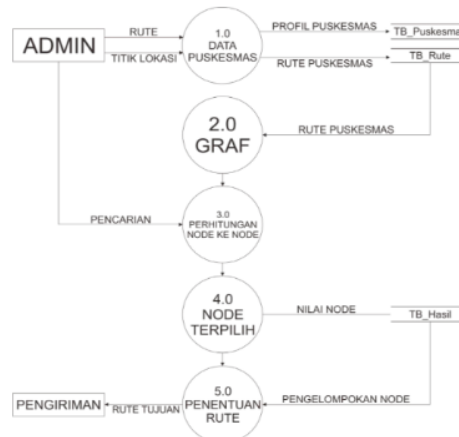 RUTE
1.0
PROFIL PUSKESMAS
TB_Puskesma
ADMIN
DATA
TITIK LOKASI
PUSKESMAS
RUTE PUSKESMAS
TB_Rute
2.0
GRAF
RUTE PUSKESMAS
3.0
PENCARIAN
PERHITUNGAN
NODE KE NODE
4.0
NODE
TERPILIH
NILAI NODE
TB_Hasil
5.0
PENENTUAN
RUTE
PENGELOMPOKAN NODE
PENGIRIMAN
RUTE TUJUAN